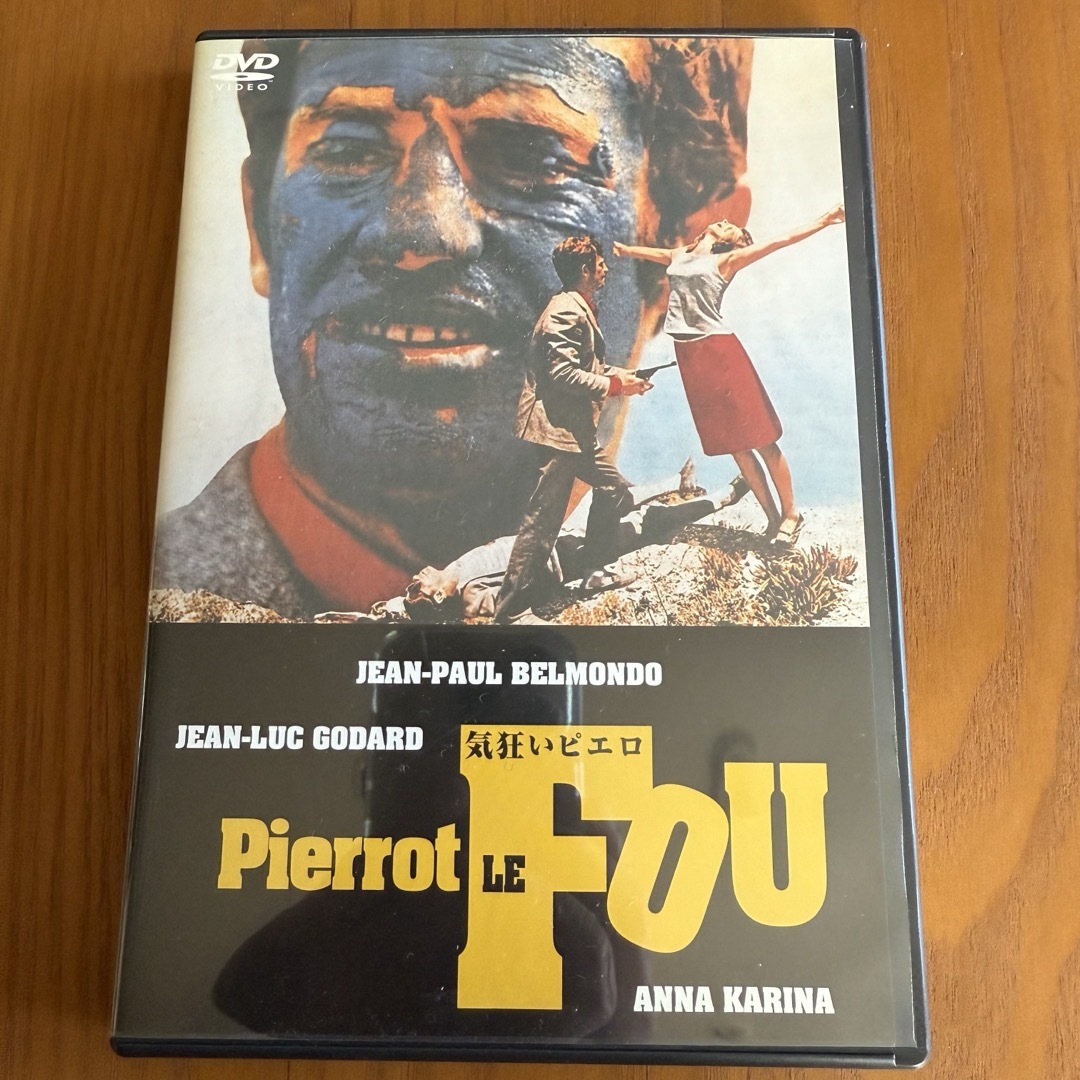 DVD
VIDEO
JEAN-PAUL BELMONDO
JEAN-LUC GODARD
気狂いピエロ
Pierrot LE FOU
ANNA KARINA